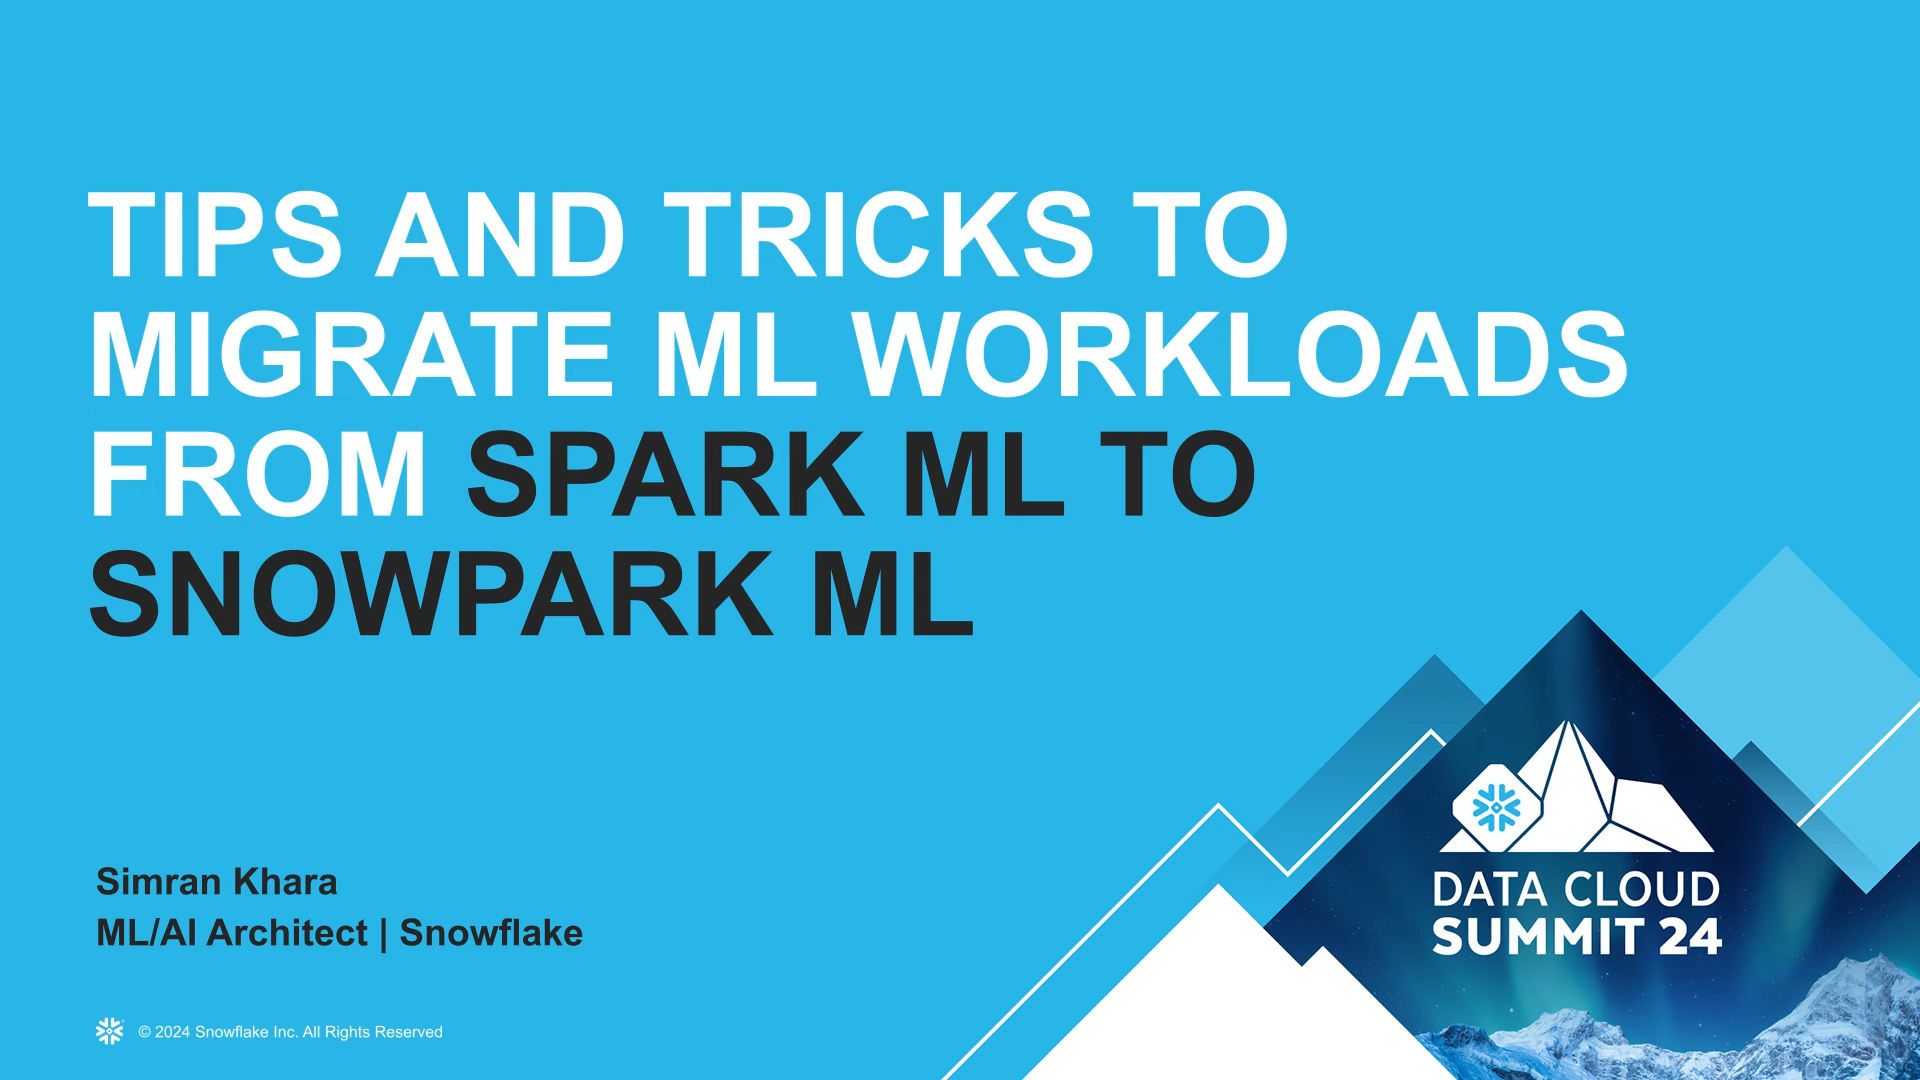 TIPS AND TRICKS TO
MIGRATE ML WORKLOADS
FROM SPARK ML TO
SNOWPARK ML
Simran Khara
ML/AI Architect | Snowflake
© 2024 Snowflake Inc. All Rights Reserved
DATA CLOUD
SUMMIT 24